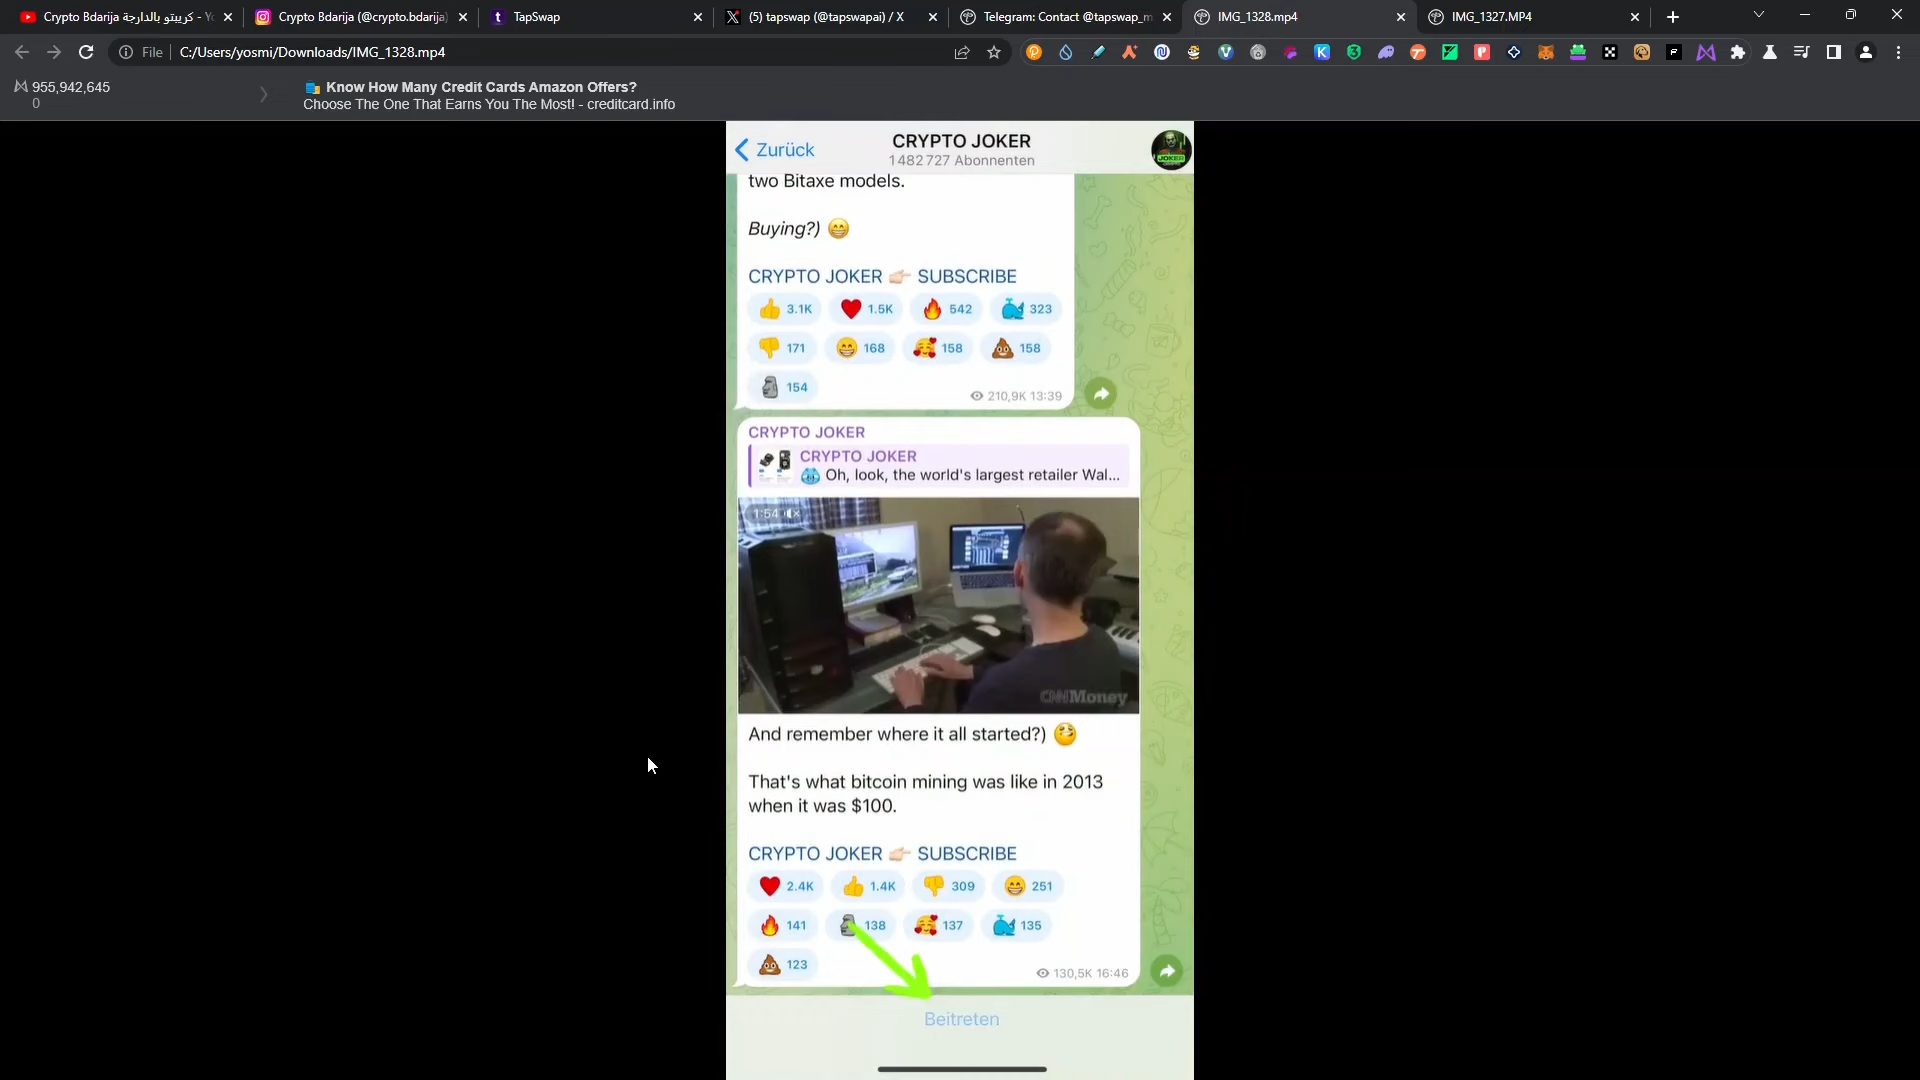 Crypto Bdarija كريبتو بالدارجة - Y
Crypto Bdarija (@crypto.bdarija)
TapSwap
(5) tapswap (@tapswapai) / X
Telegram: Contact @tapswap_m
IMG_1328.mp4
IMG_1327.MP4
File
C:/Users/yosmi/Downloads/IMG_1328.mp4
955,942,645
0
Know How Many Credit Cards Amazon Offers?
Choose The One That Earns You The Most! - creditcard.info
Zurück
CRYPTO JOKER
1 482 727 Abonnenten
JOKER
two Bitaxe models.
Buying?) 😁
CRYPTO JOKER 👉🏻 SUBSCRIBE
👍 3.1K ❤️ 1.5K 🔥 542 🐳 323
👎 171 😁 168 🥰 158 💩 158
🗿 154
210,9K 13:39
CRYPTO JOKER
CRYPTO JOKER
Oh, look, the world's largest retailer Wal...
1:54
CNNMoney
And remember where it all started?)
That's what bitcoin mining was like in 2013
when it was $100.
CRYPTO JOKER 👉🏻 SUBSCRIBE
❤️ 2.4K 👍 1.4K 👎 309 😁 251
🔥 141 🗿 138 🥰 137 🐳 135
💩 123
130,5K 16:46
Beitreten